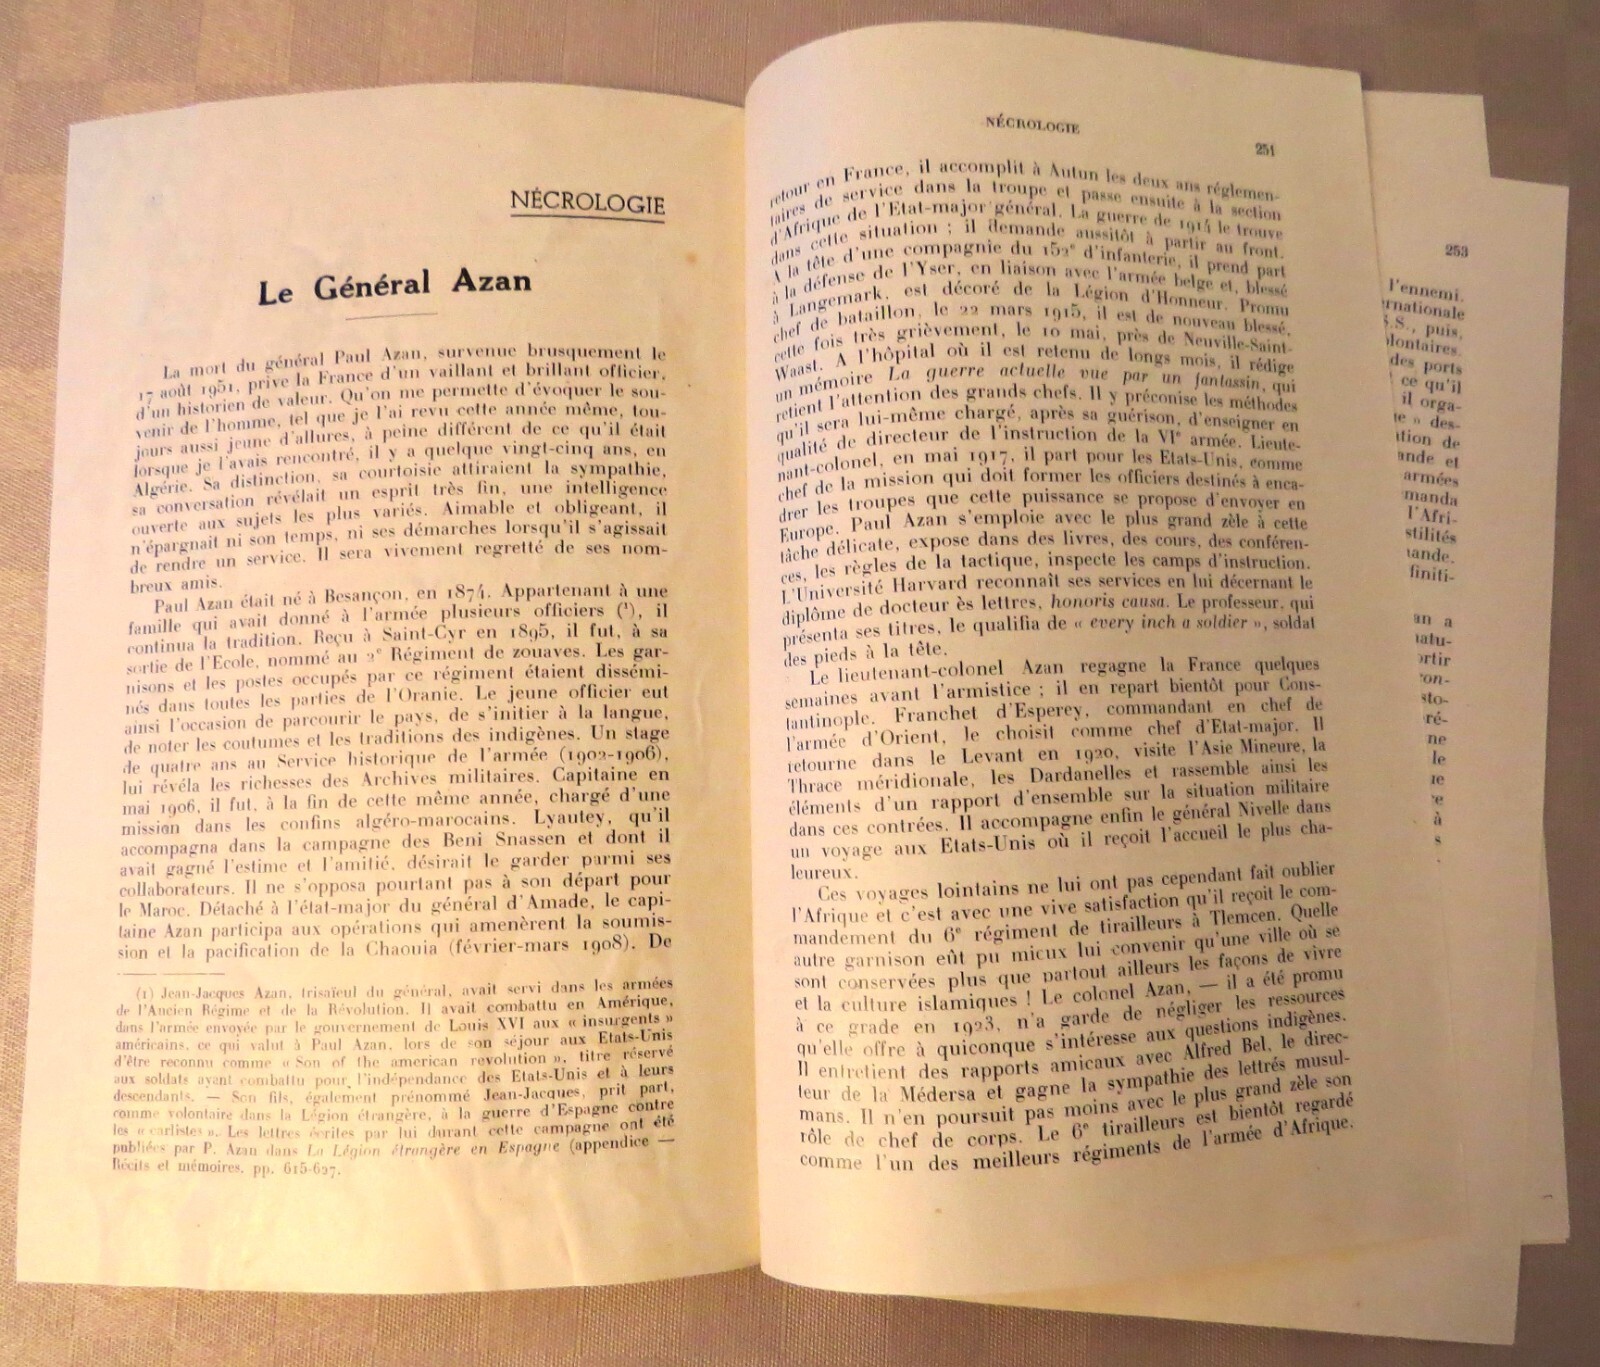 NÉCROLOGIE
Le Général Azan
La mort du général Paul Azan, survenue brusquement le
17 août 1951, prive la France d'un vaillant et brillant officier,
d'un historien de valeur. Qu'on me permette d'évoquer le sou-
venir de l'homme, tel que je l'ai revu cette année même, tou-
jours aussi jeune d'allures, à peine différent de ce qu'il était
lorsque je l'avais rencontré, il y a quelque vingt-cinq ans, en
Algérie. Sa distinction, sa courtoisie attiraient la sympathie,
sa conversation révélait un esprit très fin, une intelligence
ouverte aux sujets les plus variés. Aimable et obligeant, il
n'épargnait ni son temps, ni ses démarches lorsqu'il s'agissait
de rendre un service. Il sera vivement regretté de ses nom-
breux amis.
Paul Azan était né à Besançon, en 1874. Appartenant à une
famille qui avait donné à l'armée plusieurs officiers (¹), il
continua la tradition. Reçu à Saint-Cyr en 1895, il fut, à sa
sortie de l'Ecole, nommé au 2e Régiment de zouaves. Les gar-
nisons et les postes occupés par ce régiment étaient dissémi-
nés dans toutes les parties de l'Oranie. Le jeune officier eut
ainsi l'occasion de parcourir le pays, de s'initier à la langue,
de noter les coutumes et les traditions des indigènes. Un stage
de quatre ans au Service historique de l'armée (1902-1906),
lui révéla les richesses des Archives militaires. Capitaine en
mai 1906, il fut, à la fin de cette même année, chargé d'une
mission dans les confins algéro-marocains. Lyautey, qu'il
accompagna dans la campagne des Beni Snassen et dont il
avait gagné l'estime et l'amitié, désirait le garder parmi ses
collaborateurs. Il ne s'opposa pourtant pas à son départ pour
le Maroc. Détaché à l'état-major du général d'Amade, le capi-
taine Azan participa aux opérations qui amenèrent la soumis-
sion et la pacification de la Chaouia (février-mars 1908). De
(1) Jean-Jacques Azan, trisaïeul du général, avait servi dans les armées
de l'Ancien Régime et de la Révolution. Il avait combattu en Amérique,
dans l'armée envoyée par le gouvernement de Louis XVI aux « insurgents »
américains, ce qui valut à Paul Azan, lors de son séjour aux Etats-Unis
d'être reconnu comme « Son of the american revolution », titre réservé
aux soldats ayant combattu pour l'indépendance des Etats-Unis et à leurs
descendants. — Son fils, également prénommé Jean-Jacques, prit part,
comme volontaire dans la Légion étrangère, à la guerre d'Espagne contre
les « carlistes ». Les lettres écrites par lui durant cette campagne ont été
publiées par P. Azan dans La Légion étrangère en Espagne (appendice —
Récits et mémoires, pp. 615-627.
NÉCROLOGIE
251
retour en France, il accomplit à Autun les deux ans réglemen-
taires de service dans la troupe et passe ensuite à la section
d'Afrique de l'Etat-major général. La guerre de 1914 le trouve
dans cette situation ; il demande aussitôt à partir au front.
A la tête d'une compagnie du 152e d'infanterie, il prend part
à la défense de l'Yser, en liaison avec l'armée belge et, blessé
à Langemark, est décoré de la Légion d'Honneur. Promu
chef de bataillon, le 22 mars 1915, il est de nouveau blessé,
cette fois très grièvement, le 10 mai, près de Neuville-Saint-
Waast. A l'hôpital où il est retenu de longs mois, il rédige
un mémoire La guerre actuelle vue par un fantassin, qui
retient l'attention des grands chefs. Il y préconise les méthodes
qu'il sera lui-même chargé, après sa guérison, d'enseigner en
qualité de directeur de l'instruction de la VIe armée. Lieute-
nant-colonel, en mai 1917, il part pour les Etats-Unis, comme
chef de la mission qui doit former les officiers destinés à enca-
drer les troupes que cette puissance se propose d'envoyer en
Europe. Paul Azan s'emploie avec le plus grand zèle à cette
tâche délicate, expose dans des livres, des cours, des conféren-
ces, les règles de la tactique, inspecte les camps d'instruction.
L'Université Harvard reconnaît ses services en lui décernant le
diplôme de docteur ès lettres, honoris causa. Le professeur, qui
présenta ses titres, le qualifia de « every inch a soldier », soldat
des pieds à la tête.
Le lieutenant-colonel Azan regagne la France quelques
semaines avant l'armistice ; il en repart bientôt pour Cons-
tantinople. Franchet d'Esperey, commandant en chef de
l'armée d'Orient, le choisit comme chef d'Etat-major. Il
retourne dans le Levant en 1920, visite l'Asie Mineure, la
Thrace méridionale, les Dardanelles et rassemble ainsi les
éléments d'un rapport d'ensemble sur la situation militaire
dans ces contrées. Il accompagne enfin le général Nivelle dans
un voyage aux Etats-Unis où il reçoit l'accueil le plus cha-
leureux.
Ces voyages lointains ne lui ont pas cependant fait oublier
l'Afrique et c'est avec une vive satisfaction qu'il reçoit le com-
mandement du 6e régiment de tirailleurs à Tlemcen. Quelle
autre garnison eût pu mieux lui convenir qu'une ville où se
sont conservées plus que partout ailleurs les façons de vivre
et la culture islamiques ! Le colonel Azan, — il a été promu
à ce grade en 1923, n'a garde de négliger les ressources
qu'elle offre à quiconque s'intéresse aux questions indigènes.
Il entretient des rapports amicaux avec Alfred Bel, le direc-
teur de la Médersa et gagne la sympathie des lettrés musul-
mans. Il n'en poursuit pas moins avec le plus grand zèle son
rôle de chef de corps. Le 6e tirailleurs est bientôt regardé
comme l'un des meilleurs régiments de l'armée d'Afrique.
253
l'ennemi.
ernationale
S.S., puis,
olontaires
des ports
ce qu'il
il orga-
ie » des-
ition de
ande et
armées
manda
l'Afri-
stilités
tande.
finiti-
an a
natu-
ortir
con-
sto-
ré-
ne
le
re
à
s